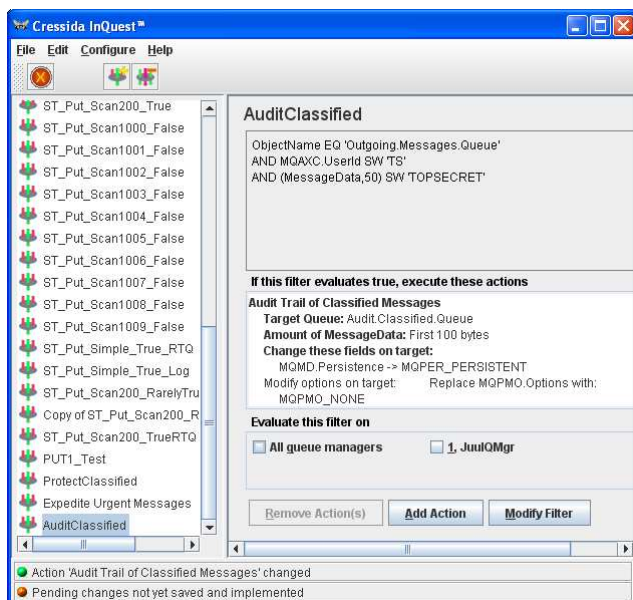 Cressida InQuest™
File Edit Configure Help
ST_Put_Scan200_True
ST_Put_Scan1000_False
ST_Put_Scan1001_False
ST_Put_Scan1002_False
ST_Put_Scan1003_False
ST_Put_Scan1004_False
ST_Put_Scan1005_False
ST_Put_Scan1006_False
ST_Put_Scan1007_False
ST_Put_Scan1008_False
ST_Put_Scan1009_False
ST_Put_Simple_True_RTQ
ST_Put_Simple_True_Log
ST_Put_Scan200_RarelyTru
Copy of ST_Put_Scan200_R
ST_Put_Scan200_TrueRTQ
PUT1_Test
ProtectClassified
Expedite Urgent Messages
AuditClassified
AuditClassified
ObjectName EQ 'Outgoing.Messages.Queue'
AND MQAXC.UserId SW 'TS'
AND (MessageData,50) SW 'TOPSECRET'
If this filter evaluates true, execute these actions
Audit Trail of Classified Messages
Target Queue: Audit.Classified.Queue
Amount of MessageData: First 100 bytes
Change these fields on target:
MQMD.Persistence -> MQPER_PERSISTENT
Modify options on target: Replace MQPMO.Options with:
MQPMO_NONE
Evaluate this filter on
All queue managers 1, JuulQMgr
Remove Action(s) Add Action Modify Filter
Action 'Audit Trail of Classified Messages' changed
Pending changes not yet saved and implemented